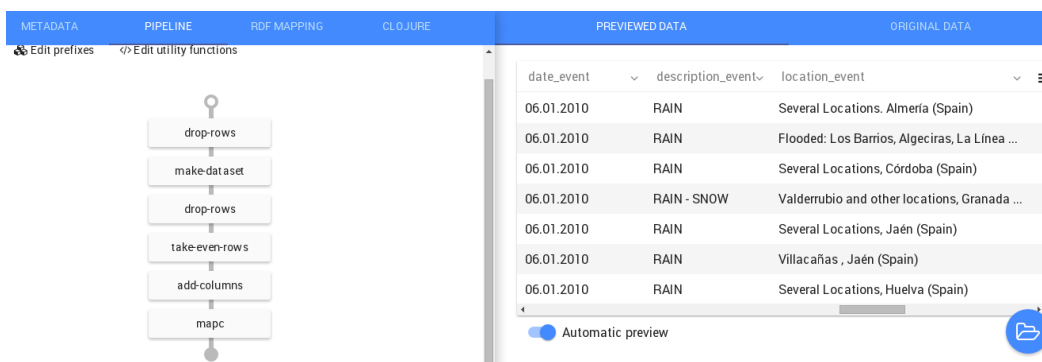 METADATA PIPELINE RDF MAPPING CLOJURE
Edit prefixes </> Edit utility functions
drop-rows
make-dataset
drop-rows
take-even-rows
add-columns
mapc
PREVIEWED DATA ORIGINAL DATA
date_event description_event location_event
06.01.2010 RAIN Several Locations. Almería (Spain)
06.01.2010 RAIN Flooded: Los Barrios, Algeciras, La Línea ...
06.01.2010 RAIN Several Locations, Córdoba (Spain)
06.01.2010 RAIN - SNOW Valderrubio and other locations, Granada ...
06.01.2010 RAIN Several Locations, Jaén (Spain)
06.01.2010 RAIN Villacañas , Jaén (Spain)
06.01.2010 RAIN Several Locations, Huelva (Spain)
Automatic preview